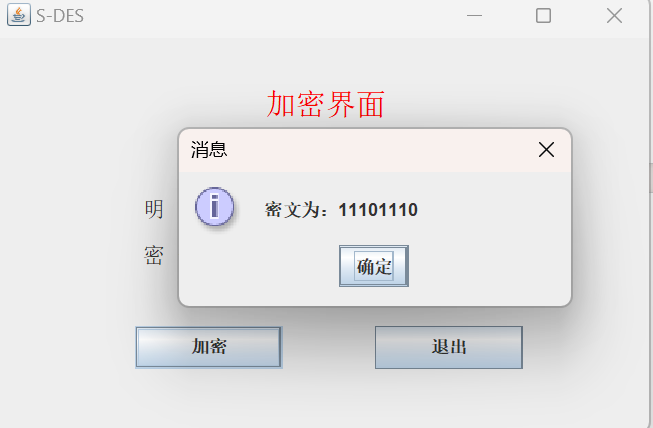 S-DES
加密界面
消息
密文为：11101110
确定
明
密
加密
退出